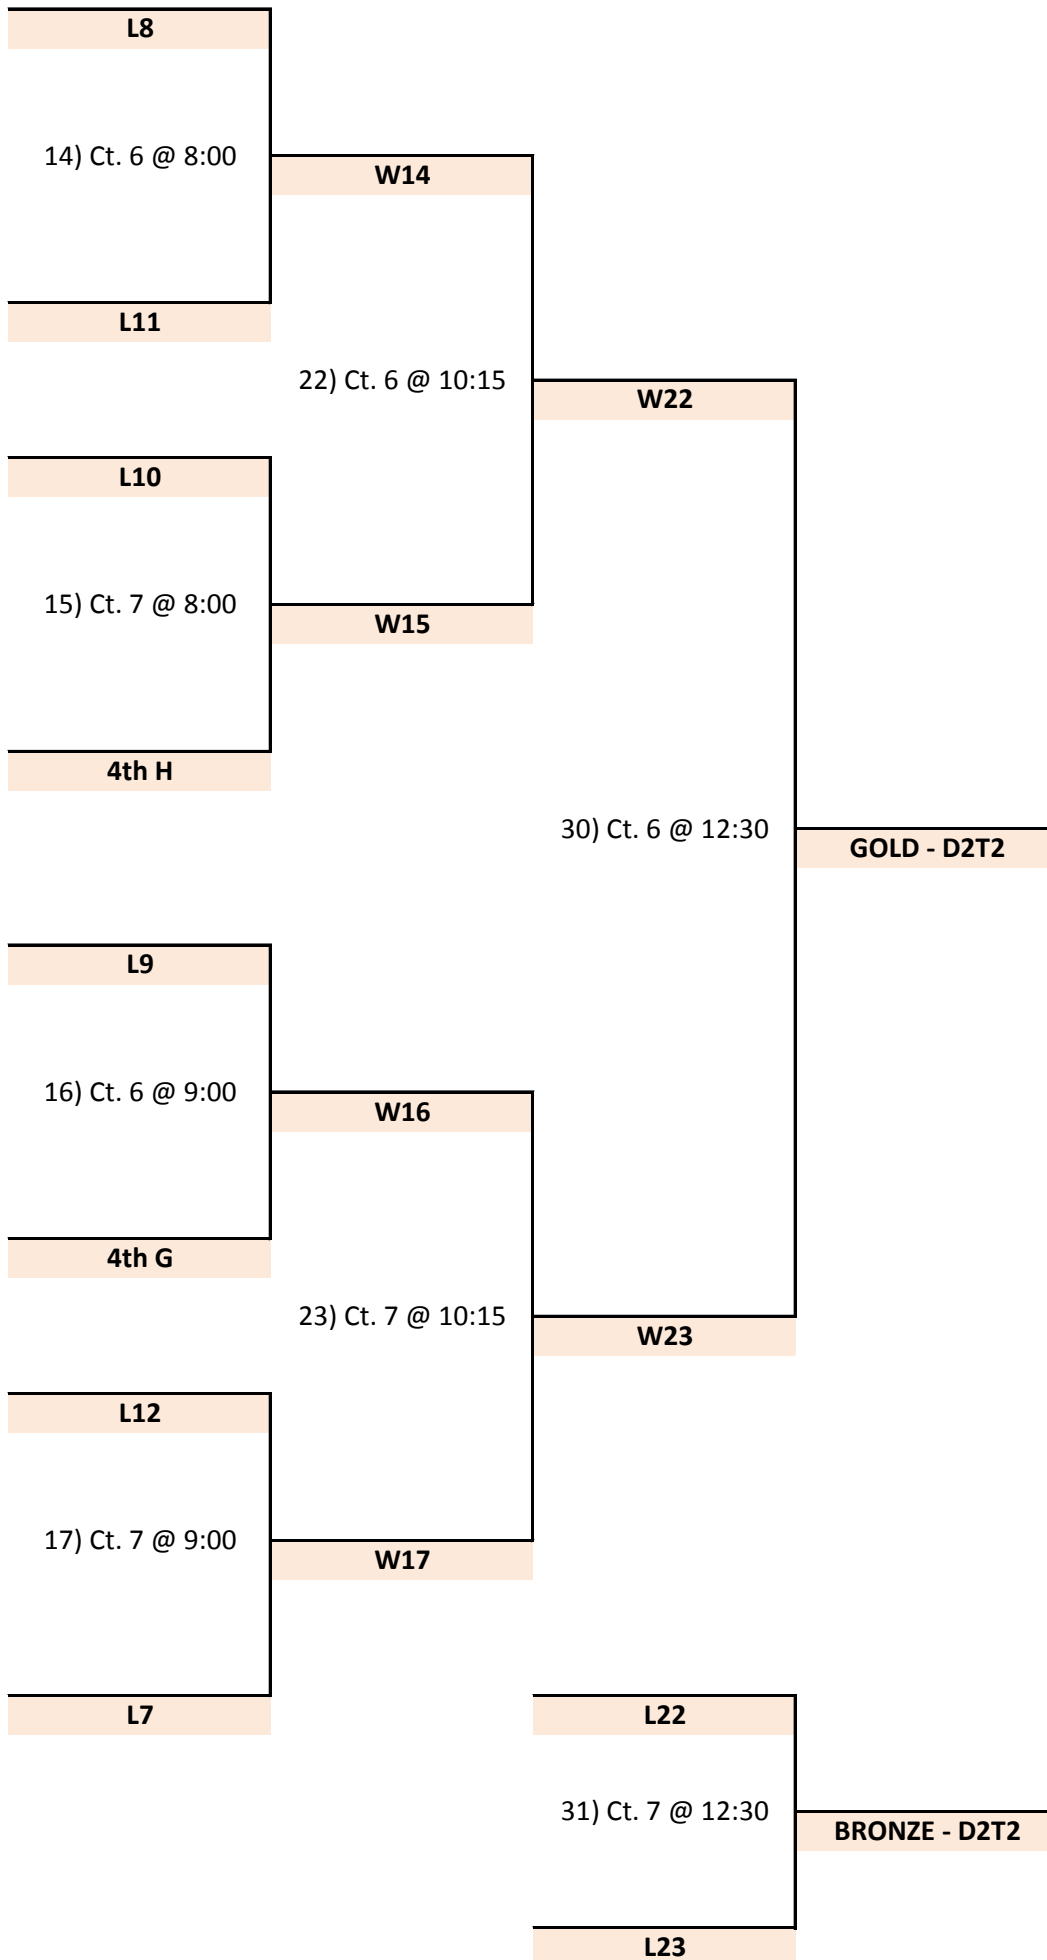 L8
14) Ct. 6 @ 8:00
W14
L11
22) Ct. 6 @ 10:15
W22
L10
15) Ct. 7 @ 8:00
W15
4th H
30) Ct. 6 @ 12:30
GOLD - D2T2
L9
16) Ct. 6 @ 9:00
W16
4th G
23) Ct. 7 @ 10:15
W23
L12
17) Ct. 7 @ 9:00
W17
L7
L22
31) Ct. 7 @ 12:30
BRONZE - D2T2
L23